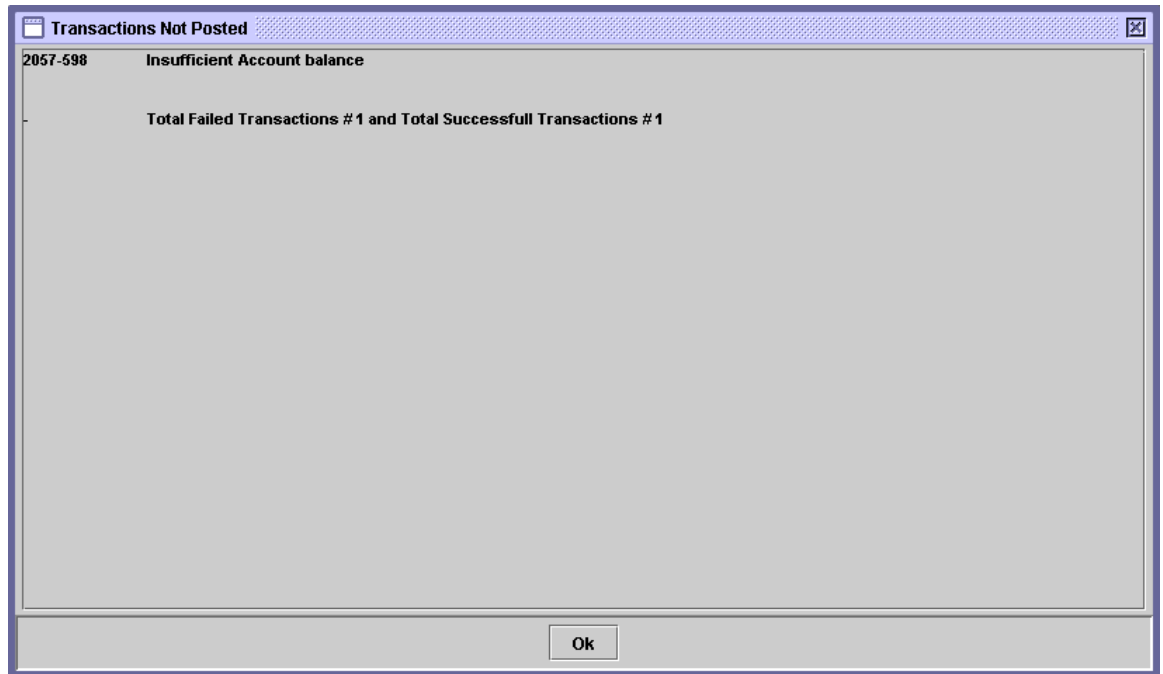 Transactions Not Posted
2057-598 Insufficient Account balance
- Total Failed Transactions #1 and Total Successfull Transactions #1
Ok